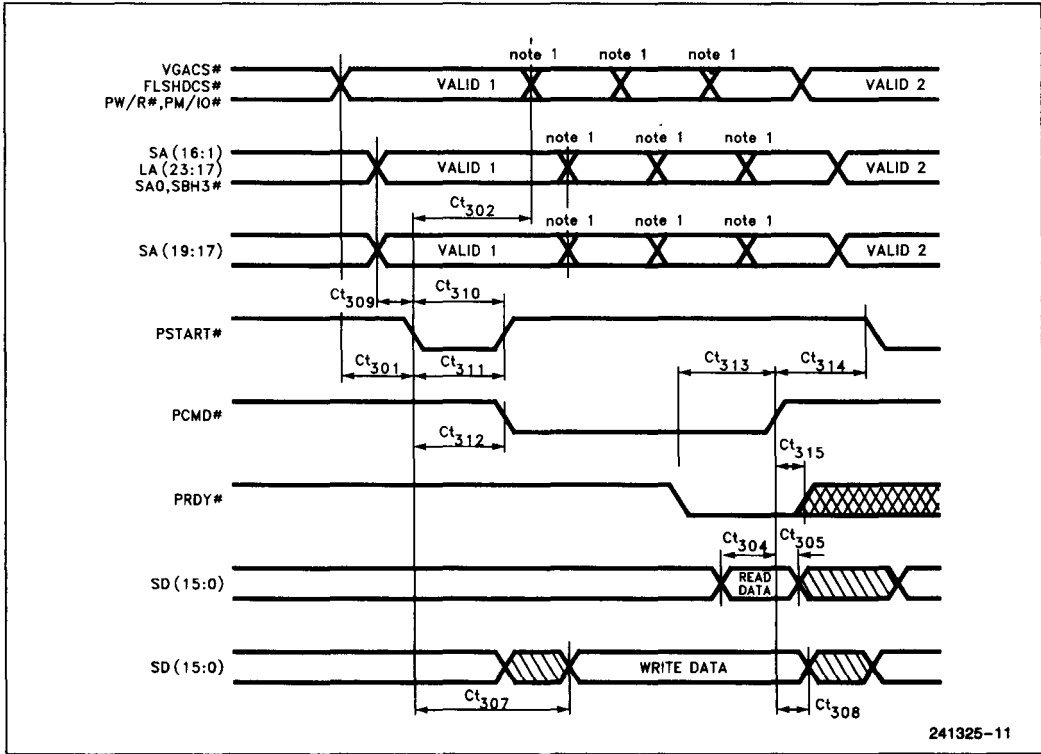 note 1 note 1 note 1
VGACS#
FLSHDCS#
PW/R#,PM/IO#
VALID 1 VALID 2
note 1 note 1 note 1
SA(16:1)
LA(23:17)
SA0,SBH3#
VALID 1 VALID 2
Ct302
note 1 note 1 note 1
SA(19:17) VALID 1 VALID 2
Ct309 Ct310
PSTART#
Ct301 Ct311 Ct313 Ct314
PCMD#
Ct312
Ct315
PRDY#
Ct304 Ct305
SD(15:0) READ DATA
SD(15:0) WRITE DATA
Ct307 Ct308
241325-11